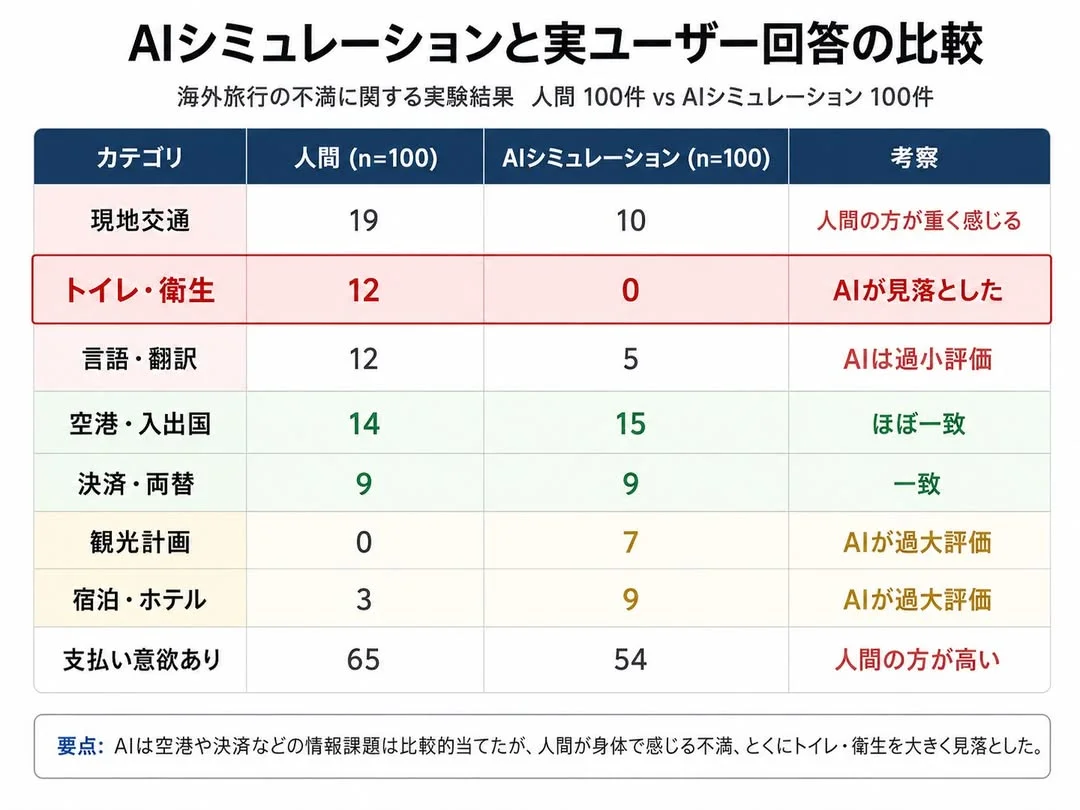 AIシミュレーションと実ユーザー回答の比較
海外旅行の不満に関する実験結果 人間 100件 vs AIシミュレーション 100件
カテゴリ 人間 (n=100) AIシミュレーション (n=100) 考察
現地交通 19 10 人間の方が重く感じる
トイレ・衛生 12 0 AIが見落とした
言語・翻訳 12 5 AIは過小評価
空港・入出国 14 15 ほぼ一致
決済・両替 9 9 一致
観光計画 0 7 AIが過大評価
宿泊・ホテル 3 9 AIが過大評価
支払い意欲あり 65 54 人間の方が高い
要点: AIは空港や決済などの情報課題は比較的当てたが、人間が身体で感じる不満、とくにトイレ・衛生を大きく見落とした。